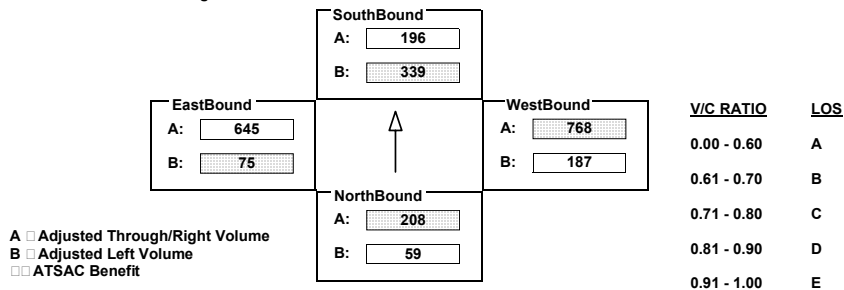 SouthBound
A: 196
B: 339
EastBound
A: 645
B: 75
WestBound
A: 768
B: 187
NorthBound
A: 208
B: 59
A □ Adjusted Through/Right Volume
B □ Adjusted Left Volume
□□ ATSAC Benefit
V/C RATIO LOS
0.00 - 0.60 A
0.61 - 0.70 B
0.71 - 0.80 C
0.81 - 0.90 D
0.91 - 1.00 E